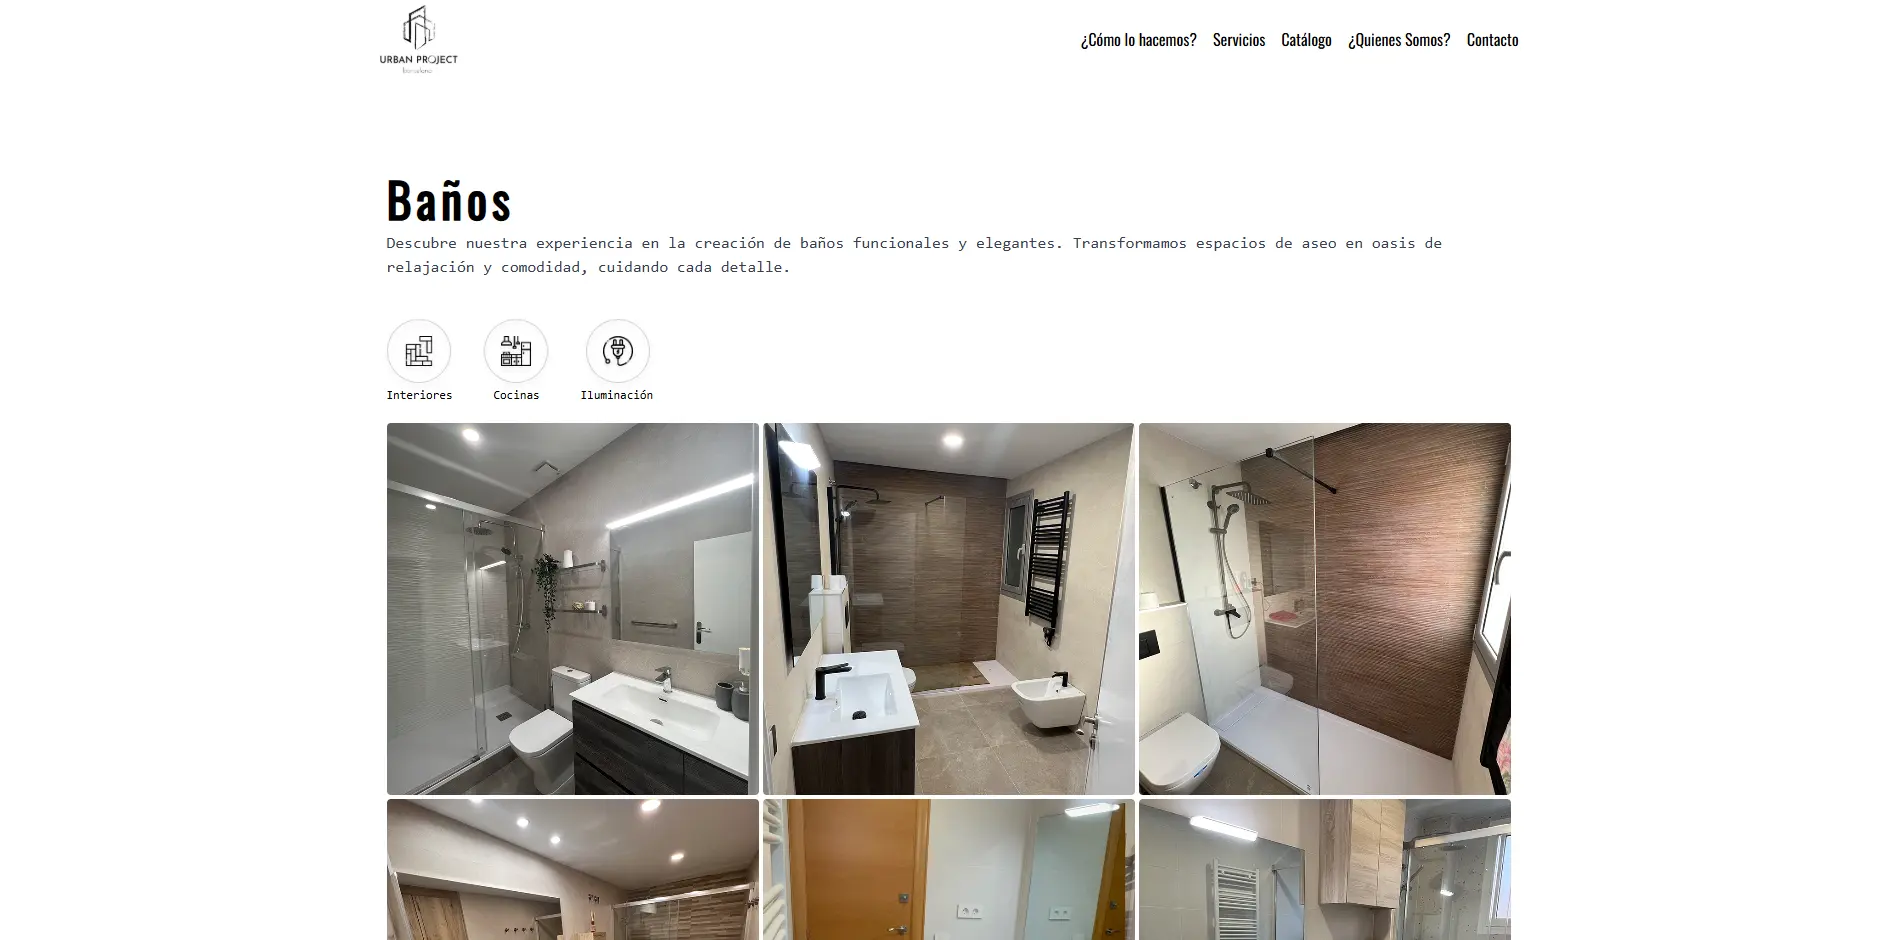 URBAN PROJECT
barcelona
¿Cómo lo hacemos? Servicios Catálogo ¿Quienes Somos? Contacto
Baños
Descubre nuestra experiencia en la creación de baños funcionales y elegantes. Transformamos espacios de aseo en oasis de
relajación y comodidad, cuidando cada detalle.
Interiores Cocinas Iluminación